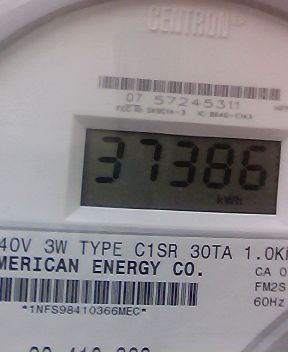 CENTRON
07 57245311
37386
kWh
40V 3W TYPE C1SR 30TA 1.0K
MERICAN ENERGY CO.
CA 0
FM2S
*1NFS98410366MEC*
60Hz